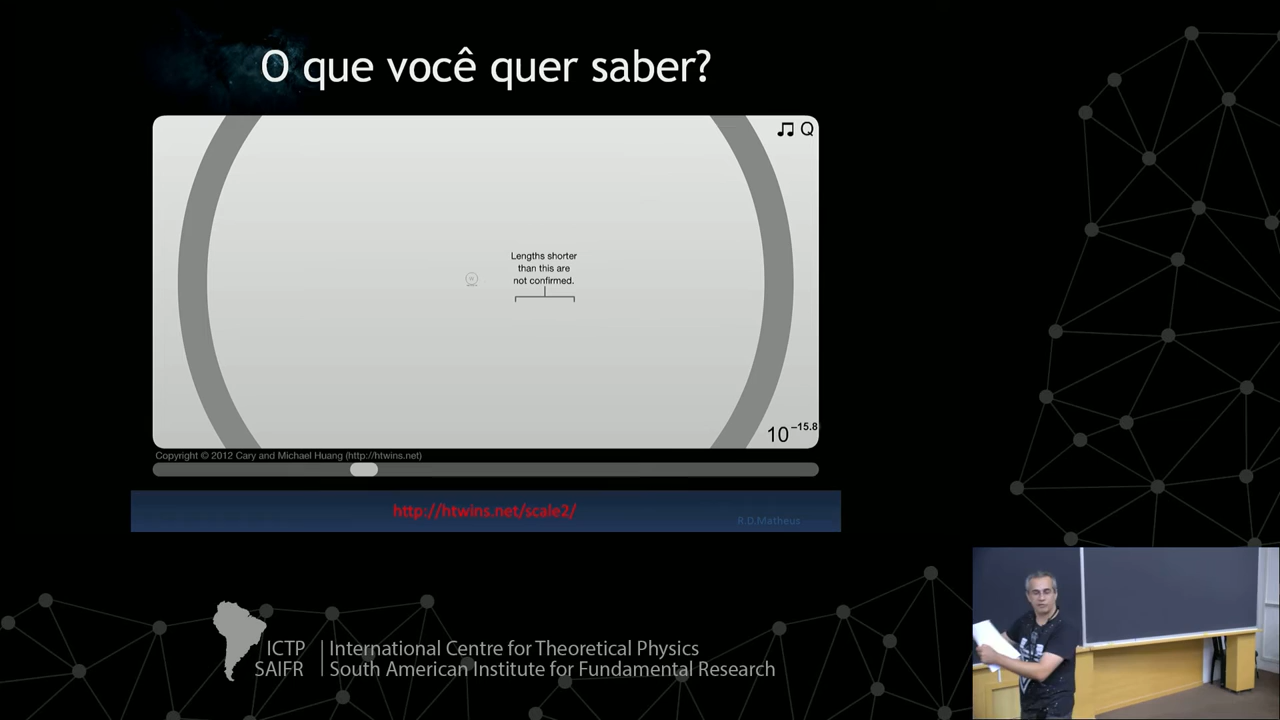 O que você quer saber?
Q
Lengths shorter
than this are
not confirmed.
10^–15.8
Copyright © 2012 Cary and Michael Huang (http://htwins.net)
http://htwins.net/scale2/
R.D.Matheus
ICTP
SAIFR
International Centre for Theoretical Physics
South American Institute for Fundamental Research